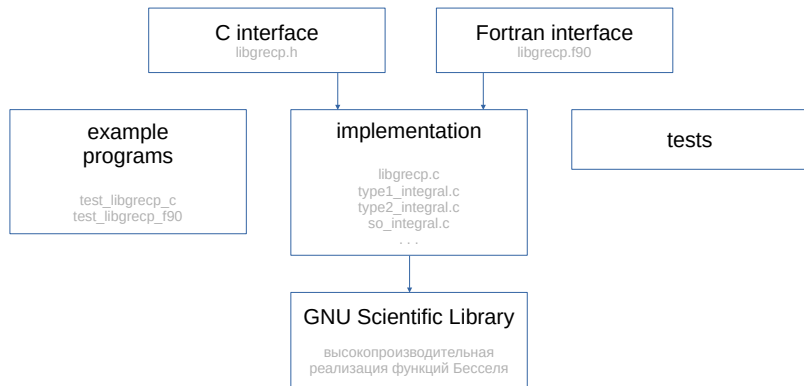 C interface
libgrecp.h
Fortran interface
libgrecp.f90
example
programs
test_libgrecp_c
test_libgrecp_f90
implementation
libgrecp.c
type1_integral.c
type2_integral.c
so_integral.c
. . .
tests
GNU Scientific Library
высокопроизводительная
реализация функций Бесселя